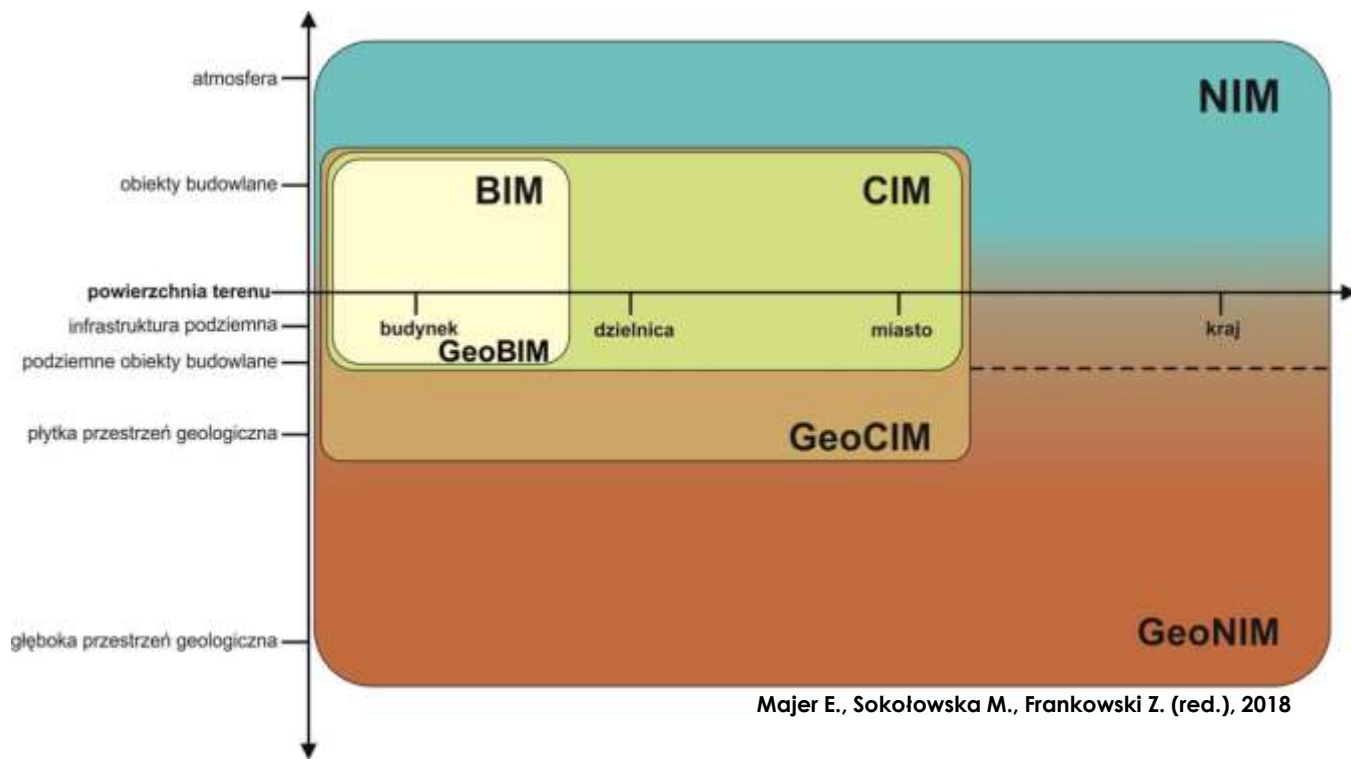 atmosfera
NIM
obiekty budowlane
BIM
CIM
powierzchnia terenu
infrastruktura podziemna
budynek
dzielnica
miasto
kraj
GeoBIM
podziemne obiekty budowlane
płytka przestrzeń geologiczna
GeoCIM
głęboka przestrzeń geologiczna
GeoNIM
Majer E., Sokołowska M., Frankowski Z. (red.), 2018